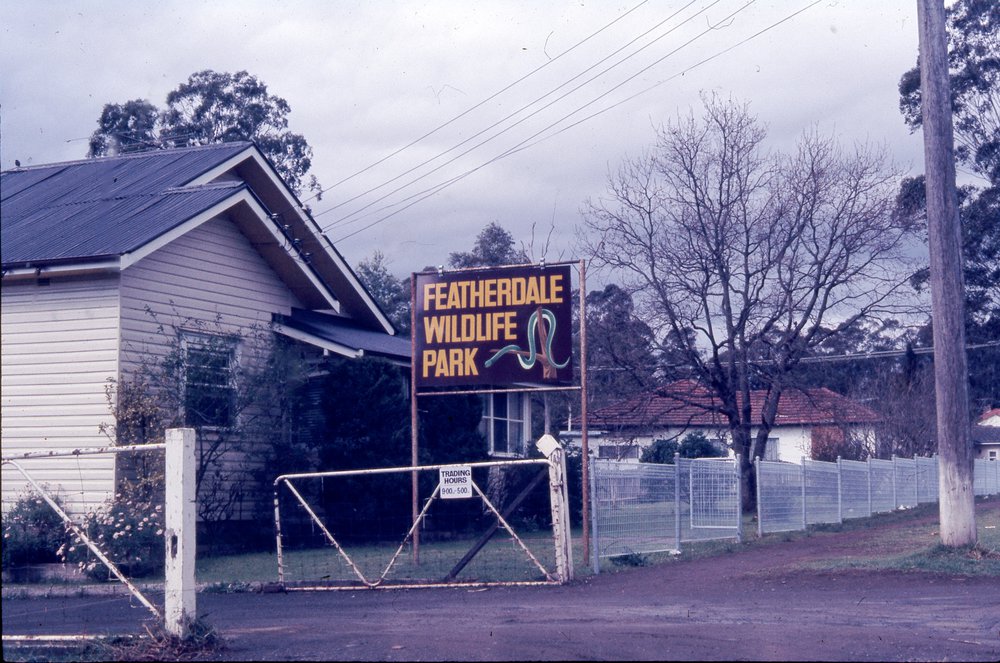 FEATHERDALE
WILDLIFE
PARK
TRADING
HOURS
9.00.-5.00.